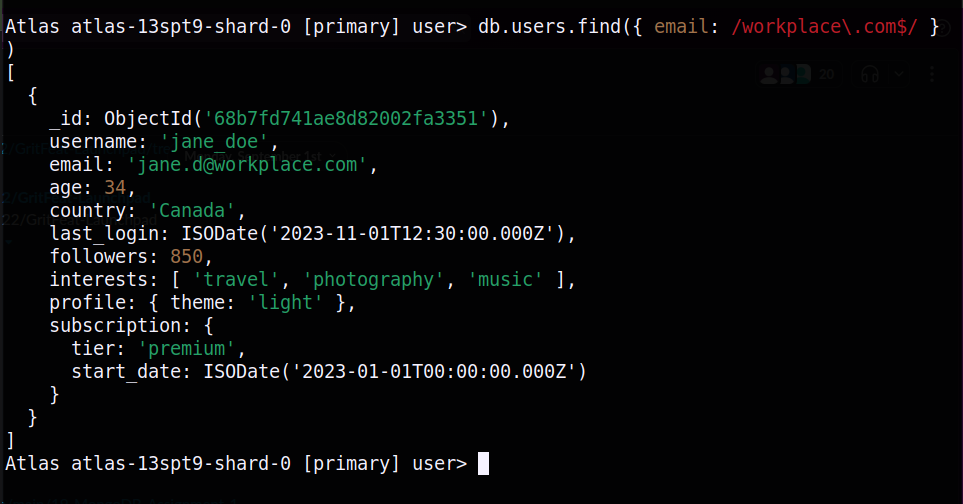 Atlas atlas-13spt9-shard-0 [primary] user> db.users.find({ email: /workplace\.com$/ }
)
[
  {
    _id: ObjectId('68b7fd741ae8d82002fa3351'),
    username: 'jane_doe',
    email: 'jane.d@workplace.com',
    age: 34,
    country: 'Canada',
    last_login: ISODate('2023-11-01T12:30:00.000Z'),
    followers: 850,
    interests: [ 'travel', 'photography', 'music' ],
    profile: { theme: 'light' },
    subscription: {
      tier: 'premium',
      start_date: ISODate('2023-01-01T00:00:00.000Z')
    }
  }
]
Atlas atlas-13spt9-shard-0 [primary] user>
20